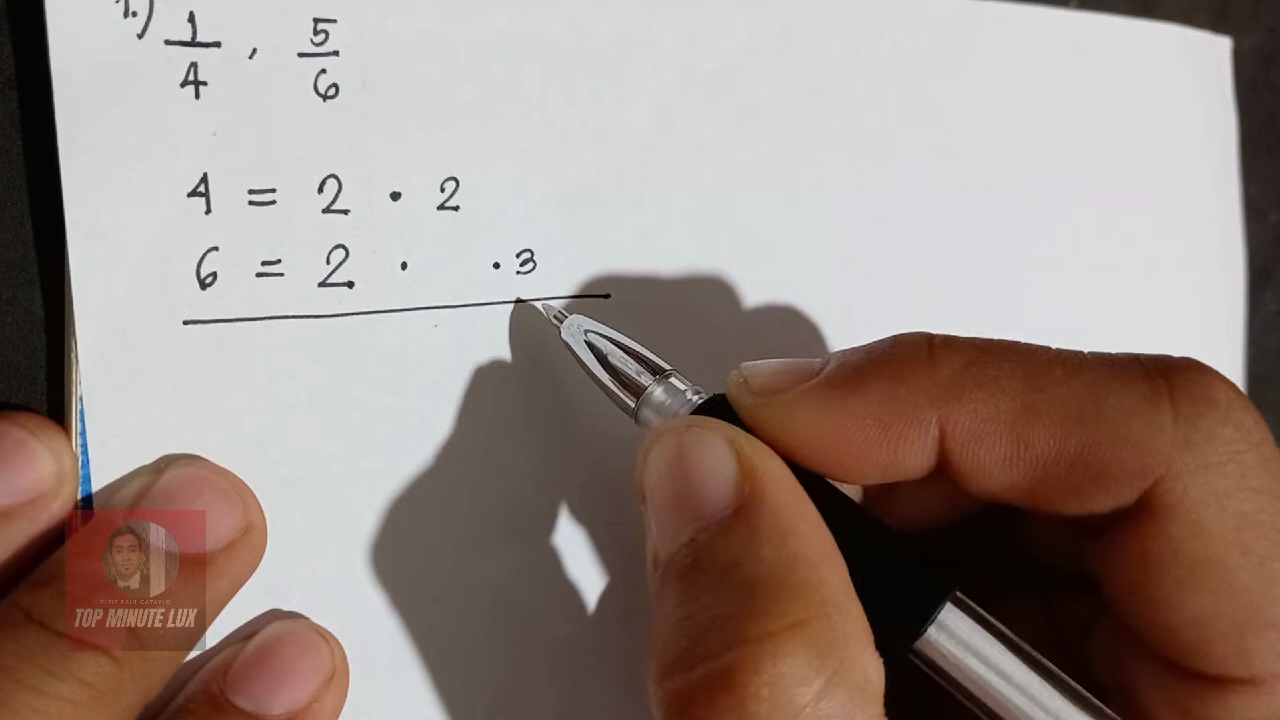 1.) 1/4 , 5/6
4 = 2 · 2
6 = 2 · · 3
TOP MINUTE LUX